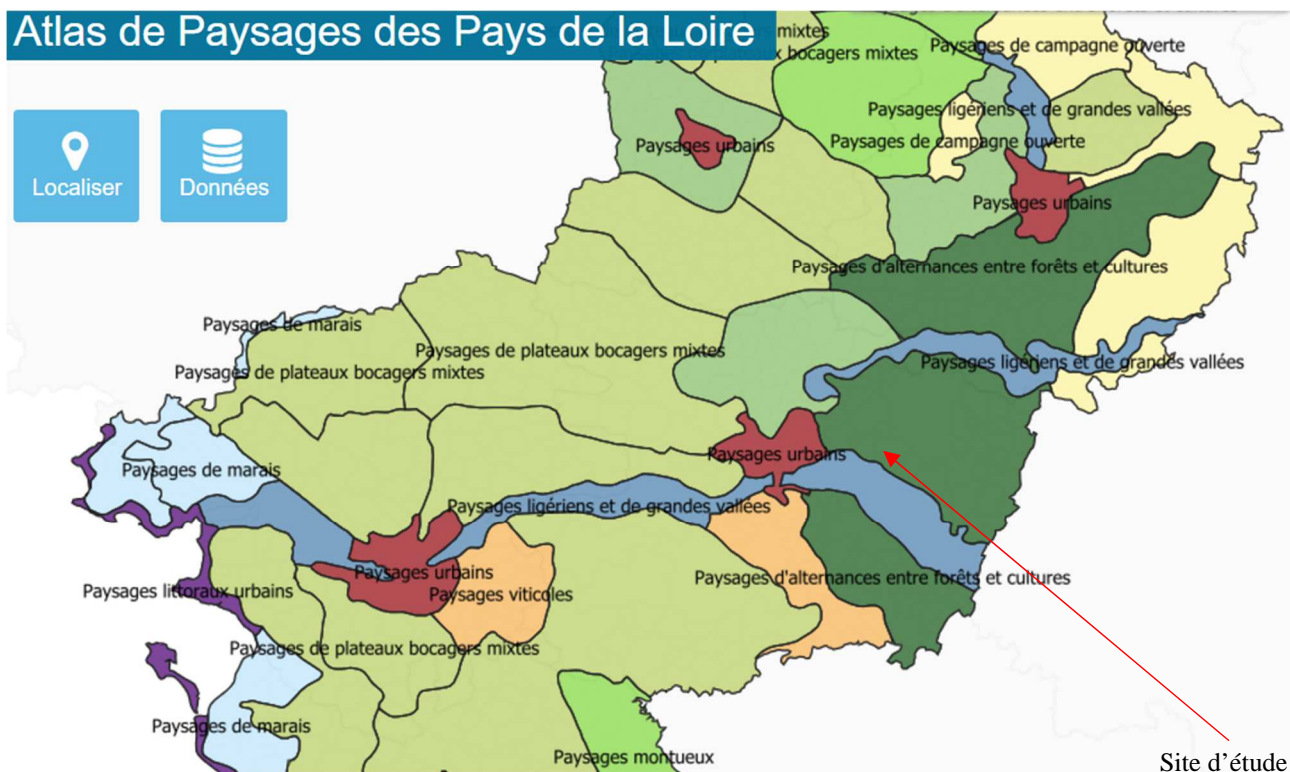 Atlas de Paysages des Pays de la Loire
mixtes
bocagers mixtes
Paysages de campagne ouverte
Paysages ligériens et de grandes vallées
Paysages urbains
Paysages de campagne ouverte
Localiser
Données
Paysages urbains
Paysages d'alternances entre forêts et cultures
Paysages de marais
Paysages de plateaux bocagers mixtes
Paysages ligériens et de grandes vallées
Paysages de plateaux bocagers mixtes
Paysages urbains
Paysages de marais
Paysages ligériens et de grandes vallées
Paysages urbains
Paysages d'alternances entre forêts et cultures
Paysages littoraux urbains
Paysages viticoles
Paysages de plateaux bocagers mixtes
Paysages de marais
Paysages montueux
Site d'étude